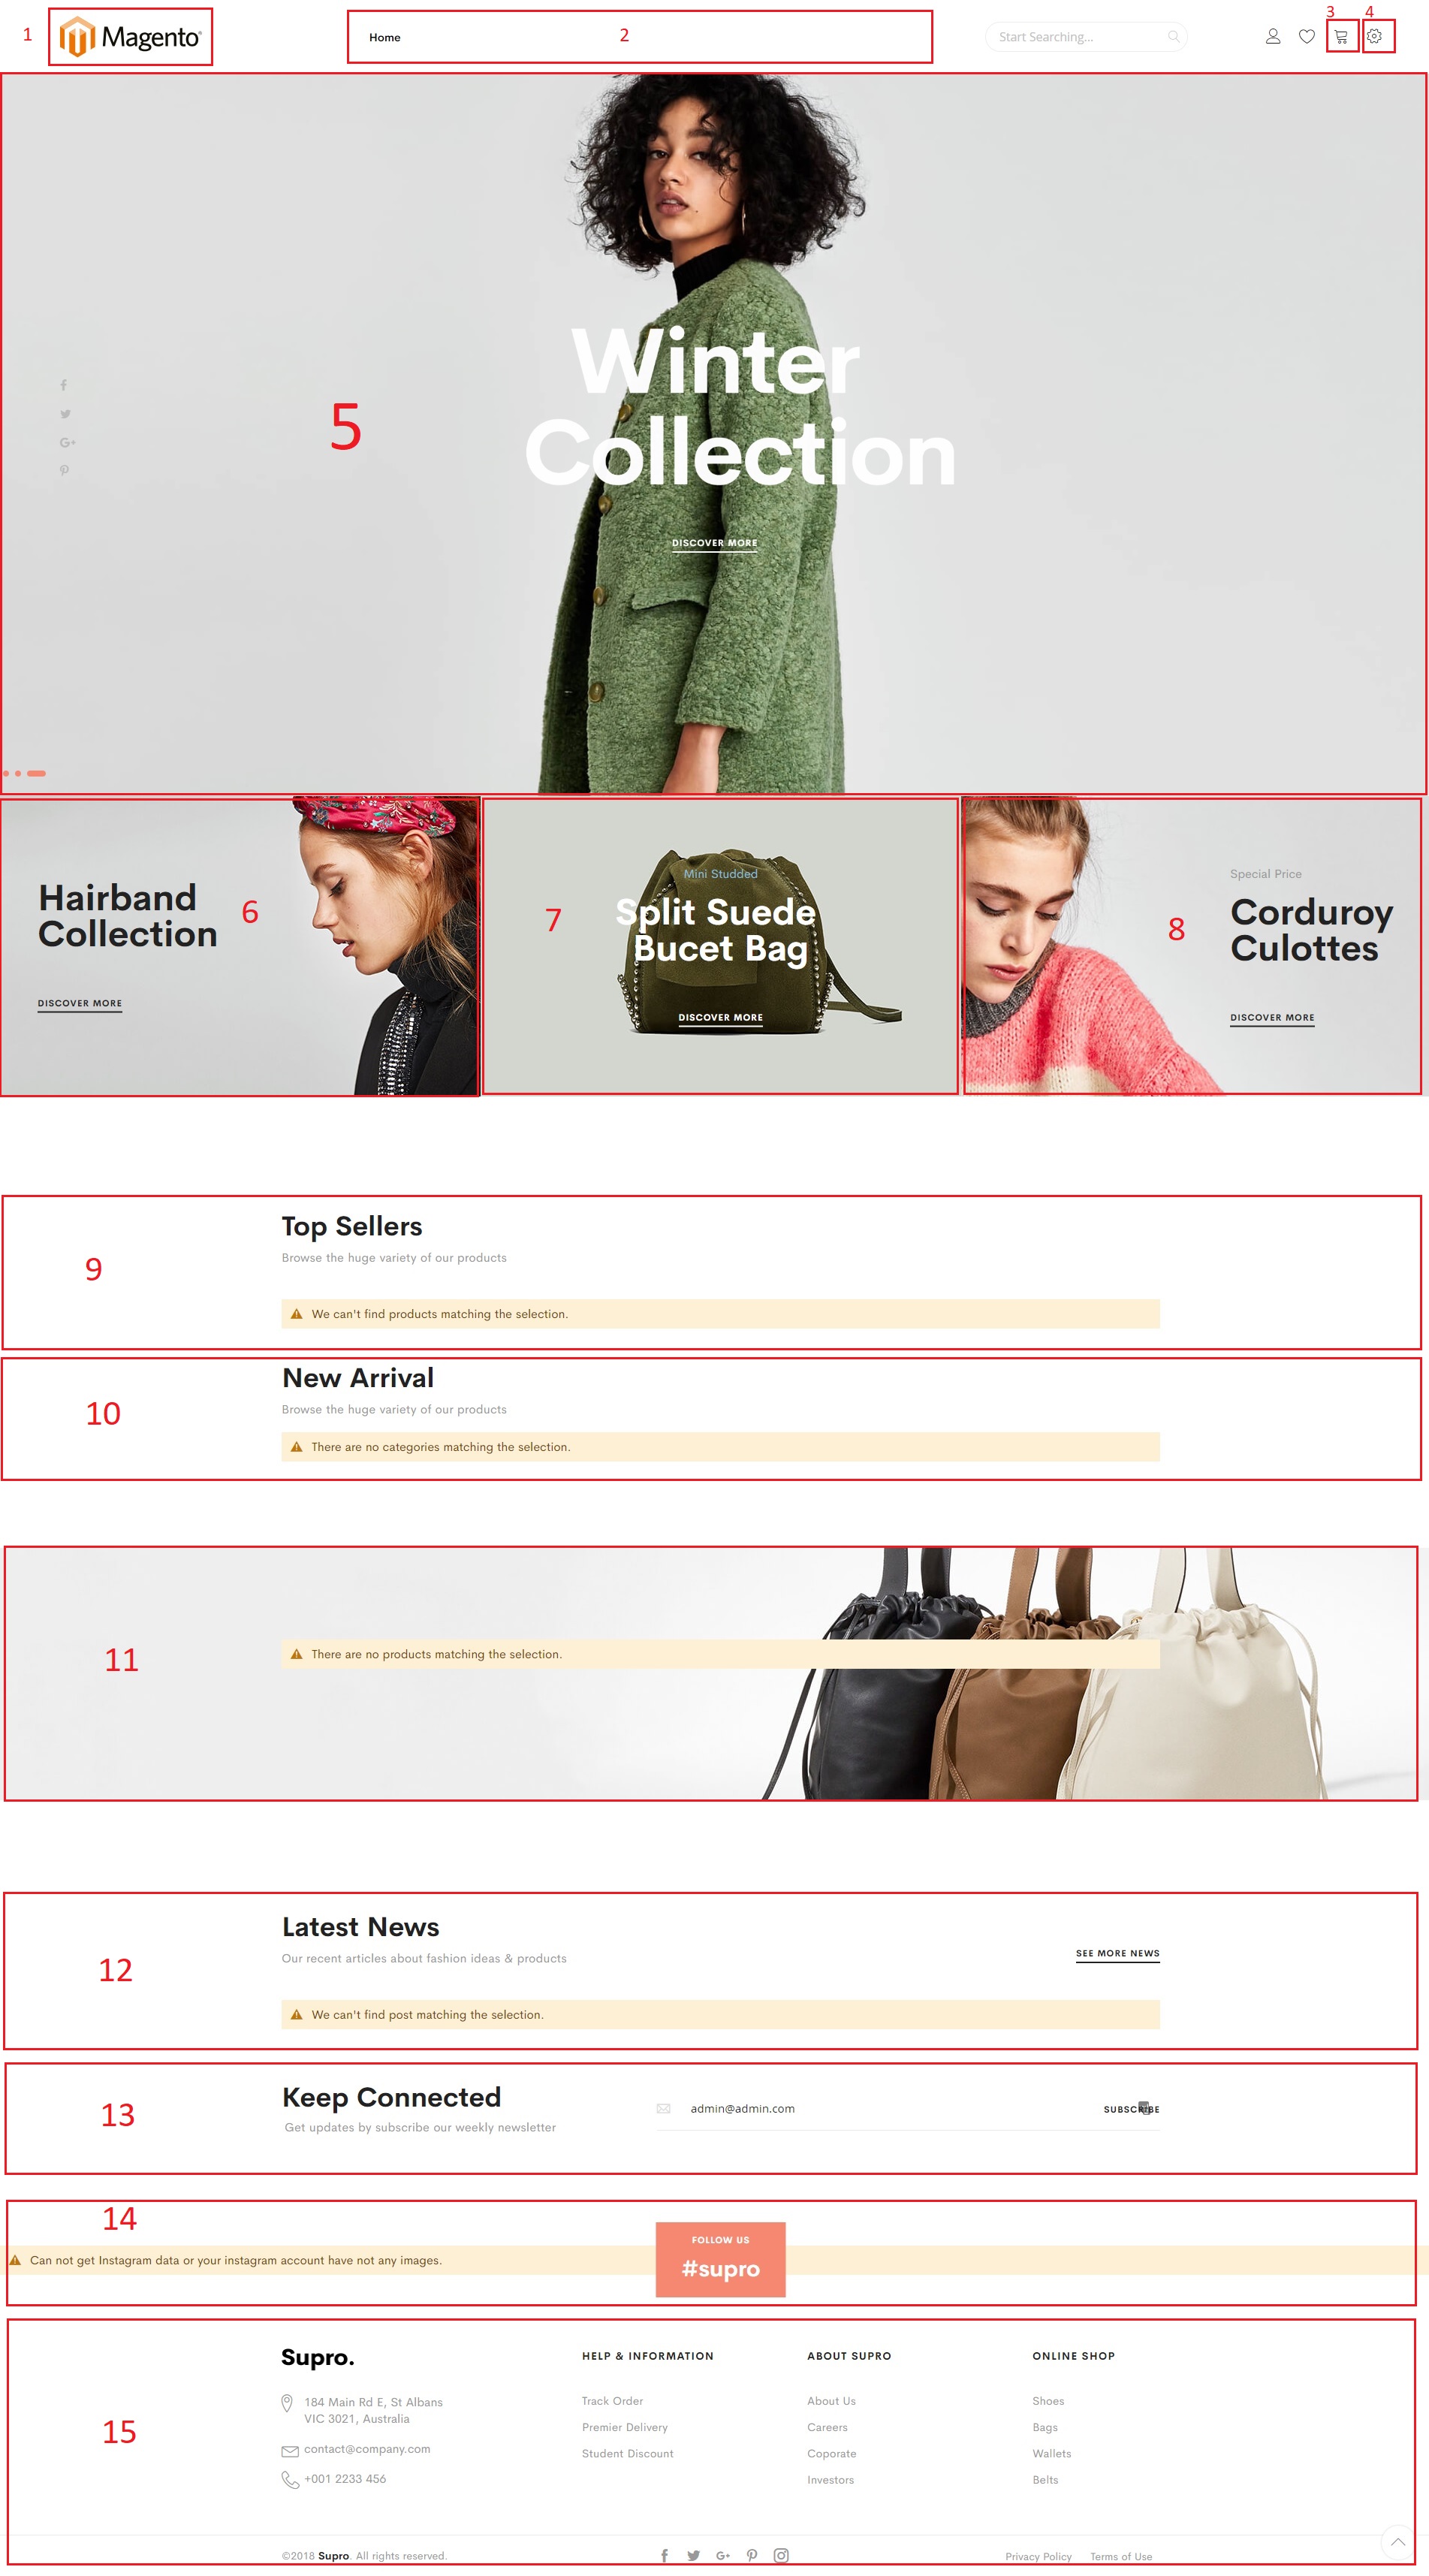 1
Magento®
Home
2
Start Searching...
3
4
Winter
Collection
DISCOVER MORE
5
Hairband
Collection
DISCOVER MORE
6
7
Mini Studded
Split Suede
Bucet Bag
DISCOVER MORE
8
Special Price
Corduroy
Culottes
DISCOVER MORE
9
Top Sellers
Browse the huge variety of our products
We can't find products matching the selection.
10
New Arrival
Browse the huge variety of our products
There are no categories matching the selection.
11
There are no products matching the selection.
12
Latest News
Our recent articles about fashion ideas & products
SEE MORE NEWS
We can't find post matching the selection.
13
Keep Connected
Get updates by subscribe our weekly newsletter
admin@admin.com
SUBSCRIBE
14
Can not get Instagram data or your instagram account have not any images.
FOLLOW US
#supro
15
Supro.
184 Main Rd E, St Albans
VIC 3021, Australia
contact@company.com
+001 2233 456
HELP & INFORMATION
Track Order
Premier Delivery
Student Discount
ABOUT SUPRO
About Us
Careers
Coporate
Investors
ONLINE SHOP
Shoes
Bags
Wallets
Belts
©2018 Supro. All rights reserved.
Privacy Policy
Terms of Use